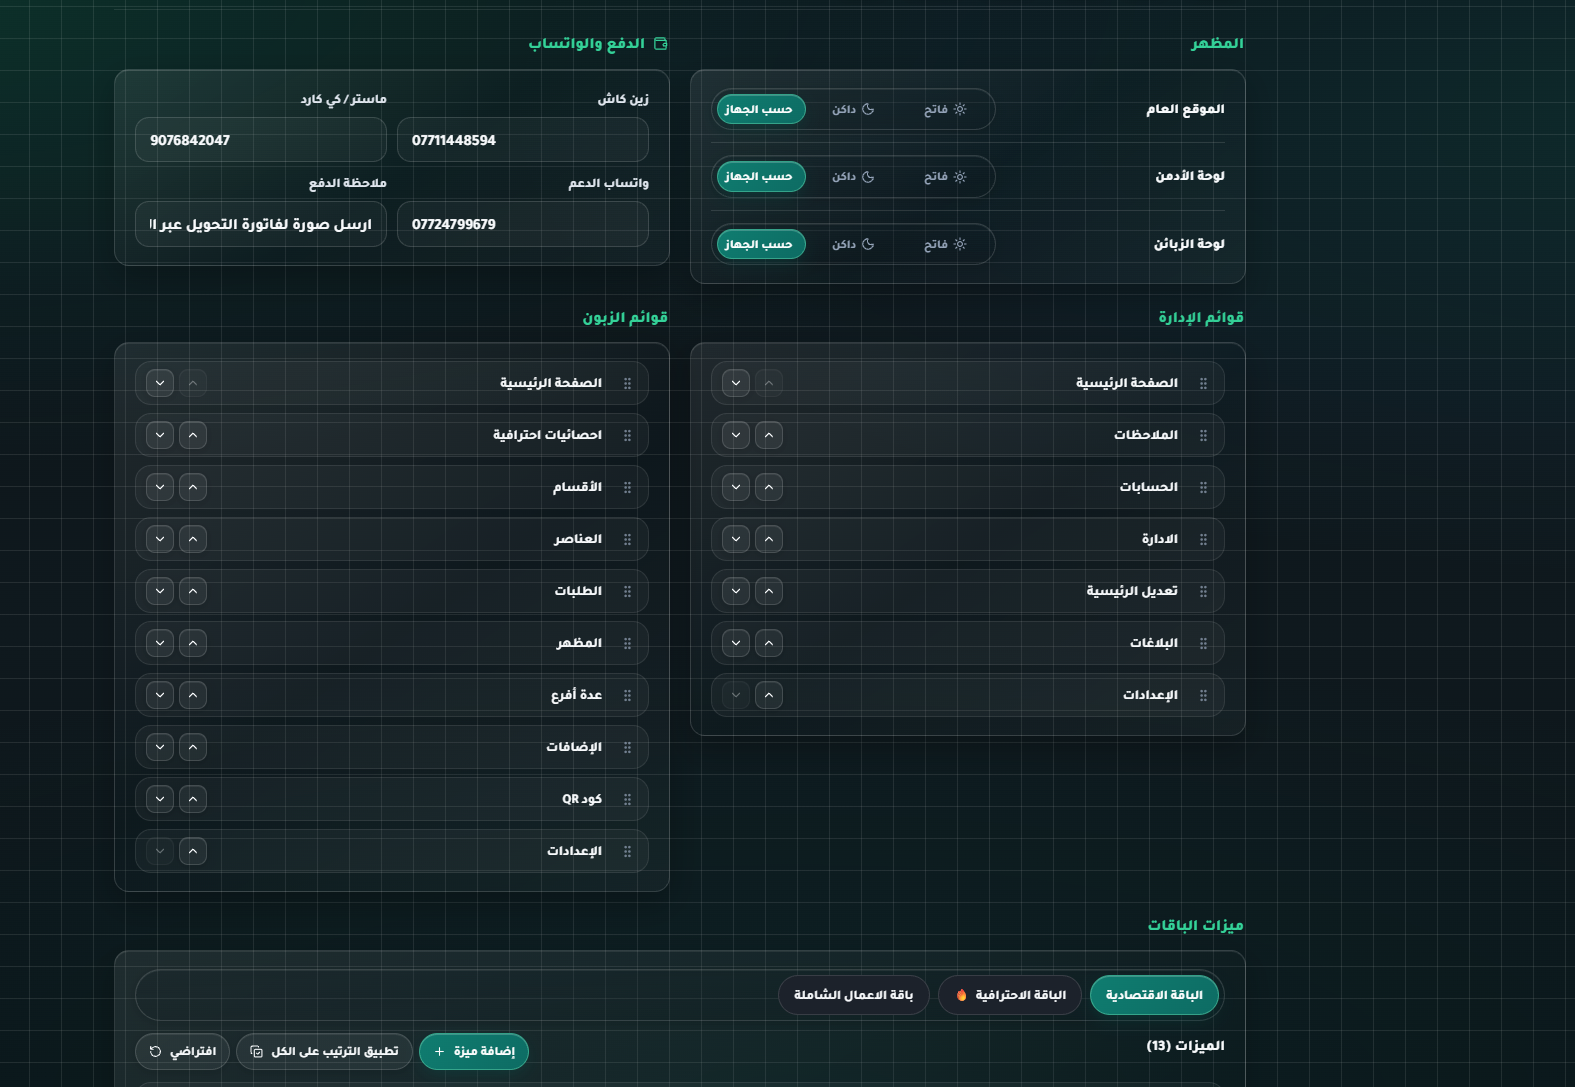 المظهر
الموقع العام
فاتح
داكن
حسب الجهاز
لوحة الأدمن
فاتح
داكن
حسب الجهاز
لوحة الزبائن
فاتح
داكن
حسب الجهاز
الدفع والواتساب
زين كاش
ماستر / كي كارد
07711448594
9076842047
واتساب الدعم
ملاحظة الدفع
07724799679
ارسل صورة لفاتورة التحويل عبر ال
قوائم الإدارة
الصفحة الرئيسية
الملاحظات
الحسابات
الادارة
تعديل الرئيسية
البلاغات
الإعدادات
قوائم الزبون
الصفحة الرئيسية
احصائيات احترافية
الأقسام
العناصر
الطلبات
المظهر
عدة أفرع
الإضافات
كود QR
الإعدادات
ميزات الباقات
الباقة الاقتصادية
الباقة الاحترافية 🔥
باقة الاعمال الشاملة
الميزات (13)
إضافة ميزة +
تطبيق الترتيب على الكل
افتراضي